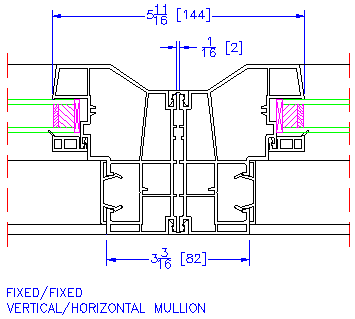 5 11/16 [144]
1/16 [2]
3 3/16 [82]
FIXED/FIXED
VERTICAL/HORIZONTAL MULLION